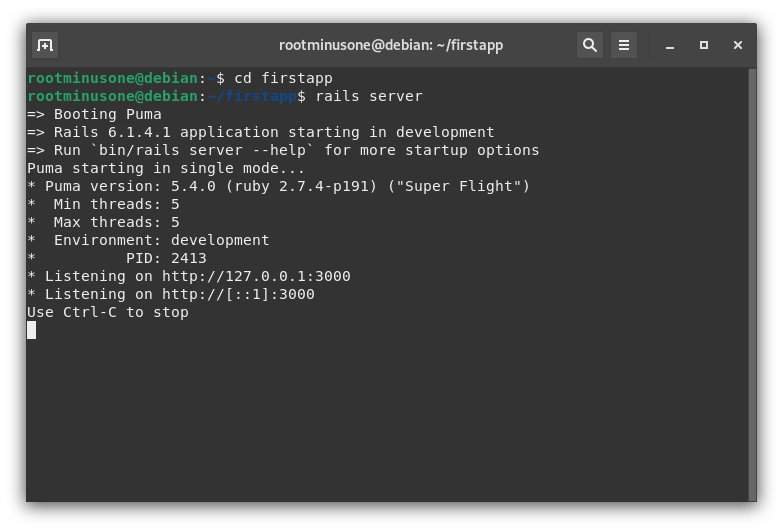 rootminusone@debian: ~/firstapp
rootminusone@debian:~$ cd firstapp
rootminusone@debian:~/firstapp$ rails server
=> Booting Puma
=> Rails 6.1.4.1 application starting in development
=> Run `bin/rails server --help` for more startup options
Puma starting in single mode...
* Puma version: 5.4.0 (ruby 2.7.4-p191) ("Super Flight")
*  Min threads: 5
*  Max threads: 5
*  Environment: development
*          PID: 2413
* Listening on http://127.0.0.1:3000
* Listening on http://[::1]:3000
Use Ctrl-C to stop